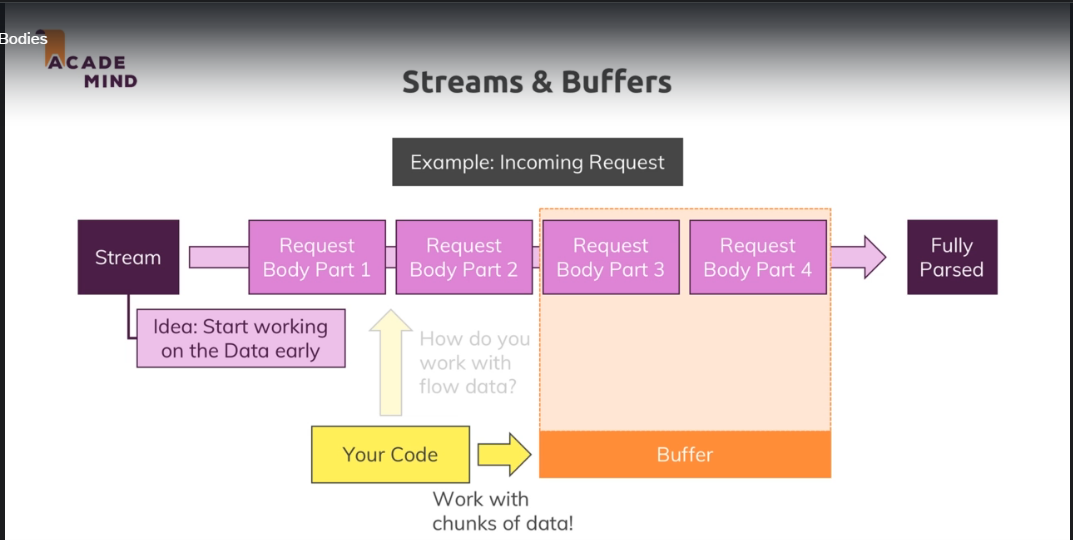 Bodies
ACADE
MIND
Streams & Buffers
Example: Incoming Request
Stream
Request
Body Part 1
Request
Body Part 2
Request
Body Part 3
Request
Body Part 4
Fully
Parsed
Idea: Start working
on the Data early
How do you
work with
flow data?
Your Code
Buffer
Work with
chunks of data!